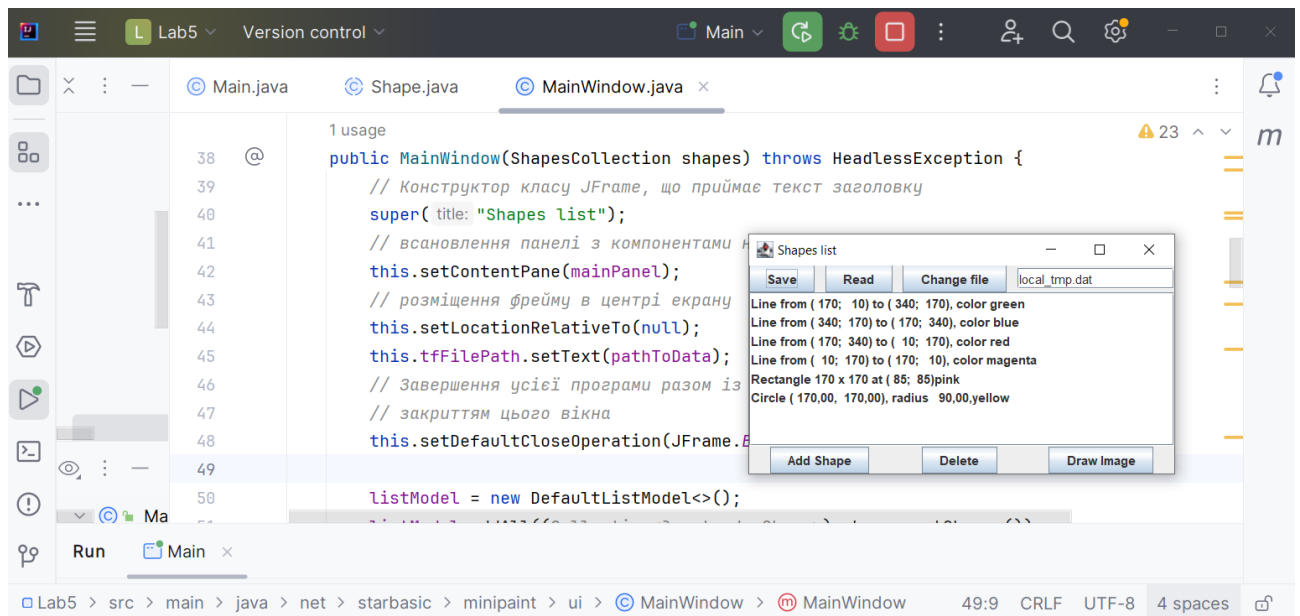 L Lab5 Version control Main
Main.java Shape.java MainWindow.java
1 usage
23
38 @ public MainWindow(ShapesCollection shapes) throws HeadlessException {
39 // Конструктор класу JFrame, що приймає текст заголовку
40 super( title: "Shapes list");
41 // всановлення панелі з компонентами
42 this.setContentPane(mainPanel);
43 // розміщення фрейму в центрі екрану
44 this.setLocationRelativeTo(null);
45 this.tfFilePath.setText(pathToData);
46 // Завершення усієї програми разом із
47 // закриттям цього вікна
48 this.setDefaultCloseOperation(JFrame.
49
50 listModel = new DefaultListModel<>();
Shapes list
Save Read Change file local_tmp.dat
Line from ( 170; 10) to ( 340; 170), color green
Line from ( 340; 170) to ( 170; 340), color blue
Line from ( 170; 340) to ( 10; 170), color red
Line from ( 10; 170) to ( 170; 10), color magenta
Rectangle 170 x 170 at ( 85; 85)pink
Circle ( 170,00, 170,00), radius 90,00,yellow
Add Shape Delete Draw Image
m
Ma
Run Main
Lab5 > src > main > java > net > starbasic > minipaint > ui > MainWindow > MainWindow 49:9 CRLF UTF-8 4 spaces